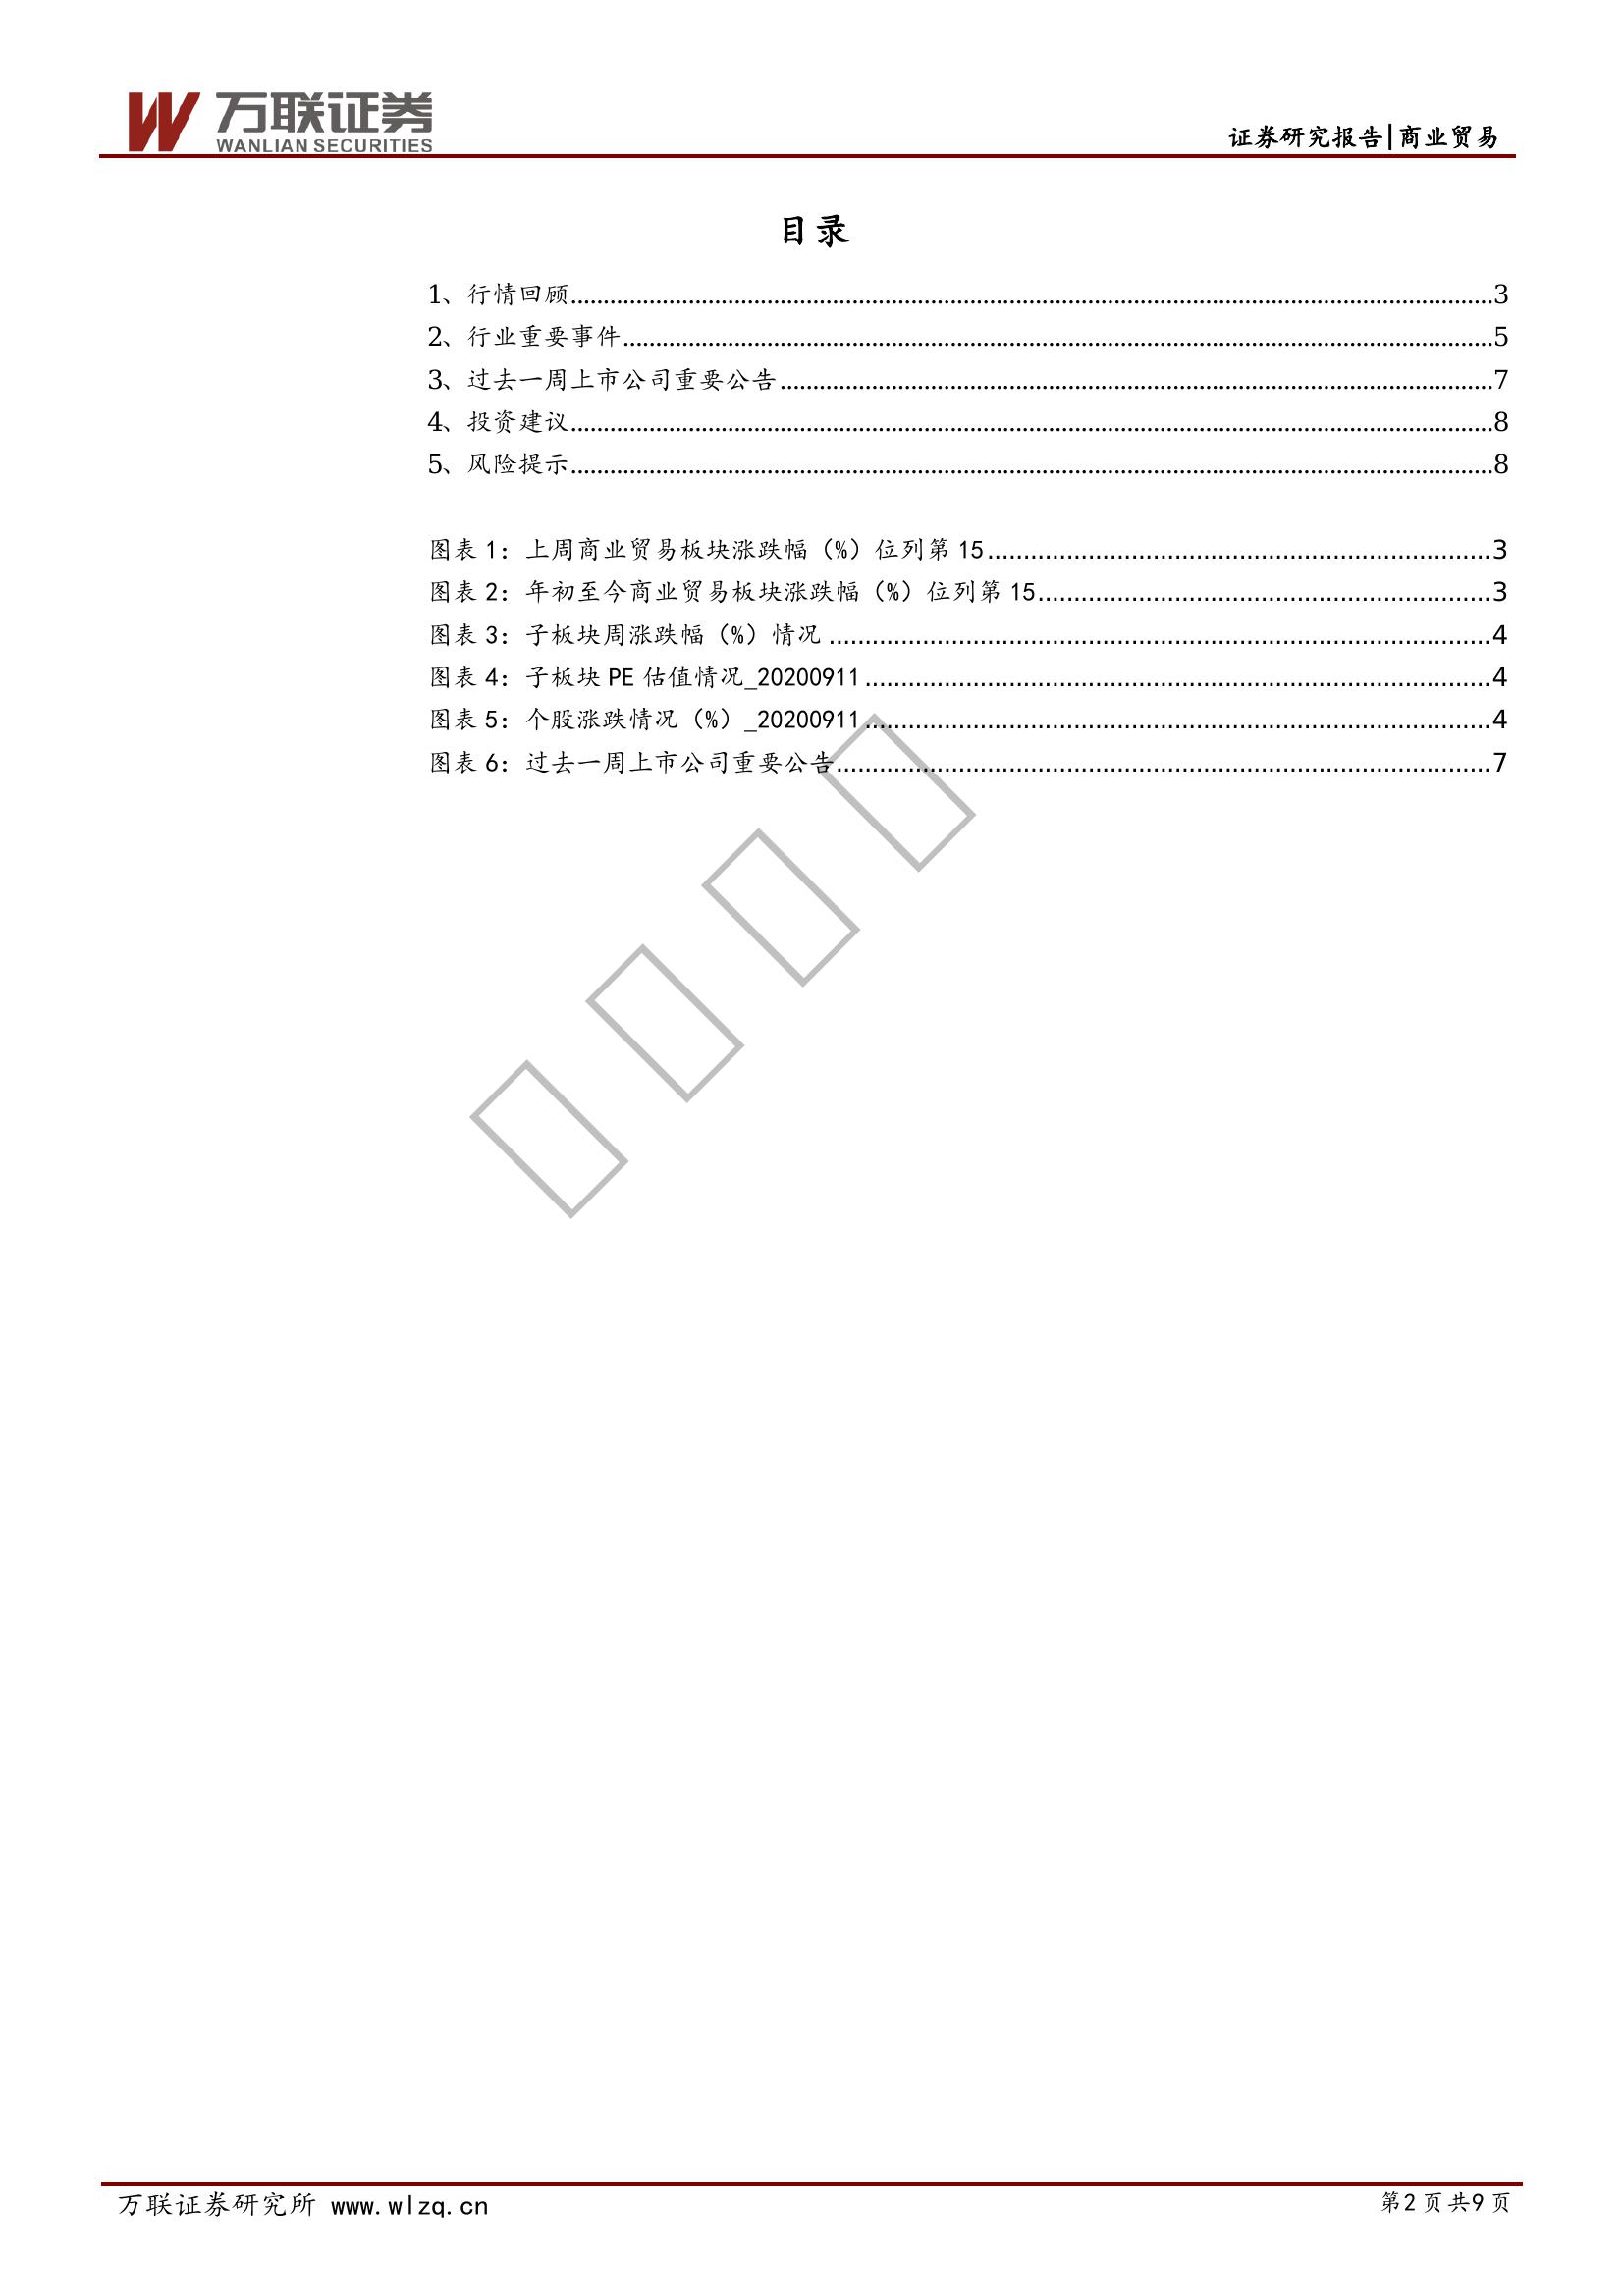 万联证券
WANLIAN SECURITIES
证券研究报告|商业贸易
目录
1、行情回顾........................................3
2、行业重要事件........................................5
3、过去一周上市公司重要公告........................................7
4、投资建议........................................8
5、风险提示........................................8
图表 1：上周商业贸易板块涨跌幅（%）位列第 15........................................3
图表 2：年初至今商业贸易板块涨跌幅（%）位列第 15........................................3
图表 3：子板块周涨跌幅（%）情况........................................4
图表 4：子板块 PE 估值情况_20200911........................................4
图表 5：个股涨跌情况（%）_20200911........................................4
图表 6：过去一周上市公司重要公告........................................7
万联证券研究所 www.wlzq.cn
第2页共9页